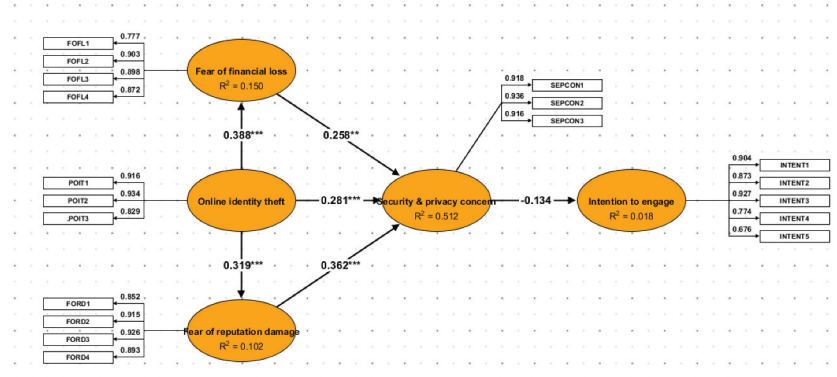 FOFL1
0.777
FOFL2
0.903
FOFL3
0.898
FOFL4
0.872
Fear of financial loss
R² = 0.150
0.388***
0.258**
0.918
SEPCON1
0.936
SEPCON2
0.916
SEPCON3
POIT1
0.916
POIT2
0.934
.POIT3
0.829
Online identity theft
0.281***
Security & privacy concern
R² = 0.512
-0.134
Intention to engage
R² = 0.018
0.904
INTENT1
0.873
INTENT2
0.927
INTENT3
0.774
INTENT4
0.676
INTENT5
0.319***
0.362***
FORD1
0.852
FORD2
0.915
FORD3
0.926
FORD4
0.893
Fear of reputation damage
R² = 0.102